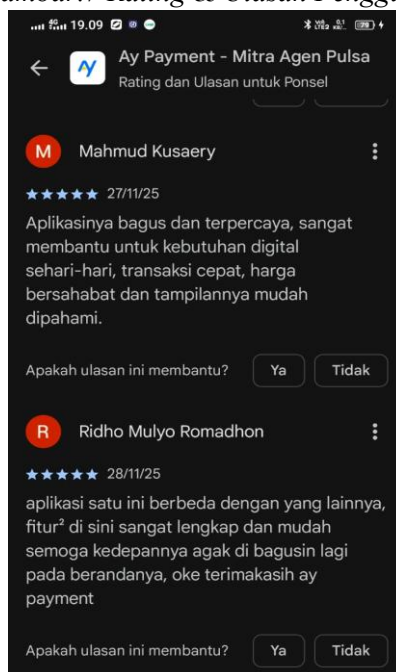 Rating & Ulasan
19.09
Ay Payment - Mitra Agen Pulsa
Rating dan Ulasan untuk Ponsel
M Mahmud Kusaery
★★★★★ 27/11/25
Aplikasinya bagus dan terpercaya, sangat
membantu untuk kebutuhan digital
sehari-hari, transaksi cepat, harga
bersahabat dan tampilannya mudah
dipahami.
Apakah ulasan ini membantu? Ya Tidak
R Ridho Mulyo Romadhon
★★★★★ 28/11/25
aplikasi satu ini berbeda dengan yang lainnya,
fitur² di sini sangat lengkap dan mudah
semoga kedepannya agak di bagusin lagi
pada berandanya, oke terimakasih ay
payment
Apakah ulasan ini membantu? Ya Tidak